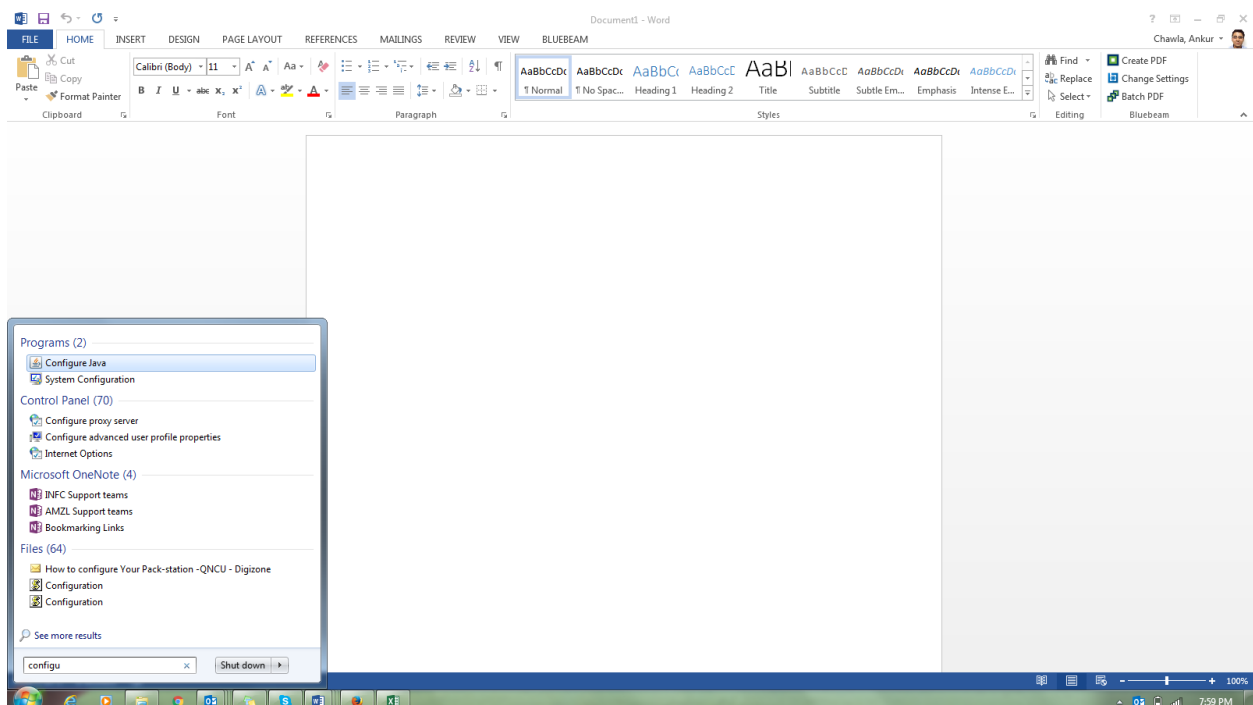 Document1 - Word
FILE HOME INSERT DESIGN PAGE LAYOUT REFERENCES MAILINGS REVIEW VIEW BLUEBEAM Chawla, Ankur
Cut
Copy
Paste
Format Painter
Clipboard
Calibri (Body) 11
Font
Paragraph
AaBbCcDc AaBbCcDc AaBbCc AaBbCcE AaBl AaBbCcD AaBbCcDc AaBbCcDc AaBbCcDc
¶ Normal ¶ No Spac... Heading 1 Heading 2 Title Subtitle Subtle Em... Emphasis Intense E...
Styles
Find
Replace
Select
Editing
Create PDF
Change Settings
Batch PDF
Bluebeam
Programs (2)
Configure Java
System Configuration
Control Panel (70)
Configure proxy server
Configure advanced user profile properties
Internet Options
Microsoft OneNote (4)
INFC Support teams
AMZL Support teams
Bookmarking Links
Files (64)
How to configure Your Pack-station -QNCU - Digizone
Configuration
Configuration
See more results
configu
Shut down
100%
7:59 PM